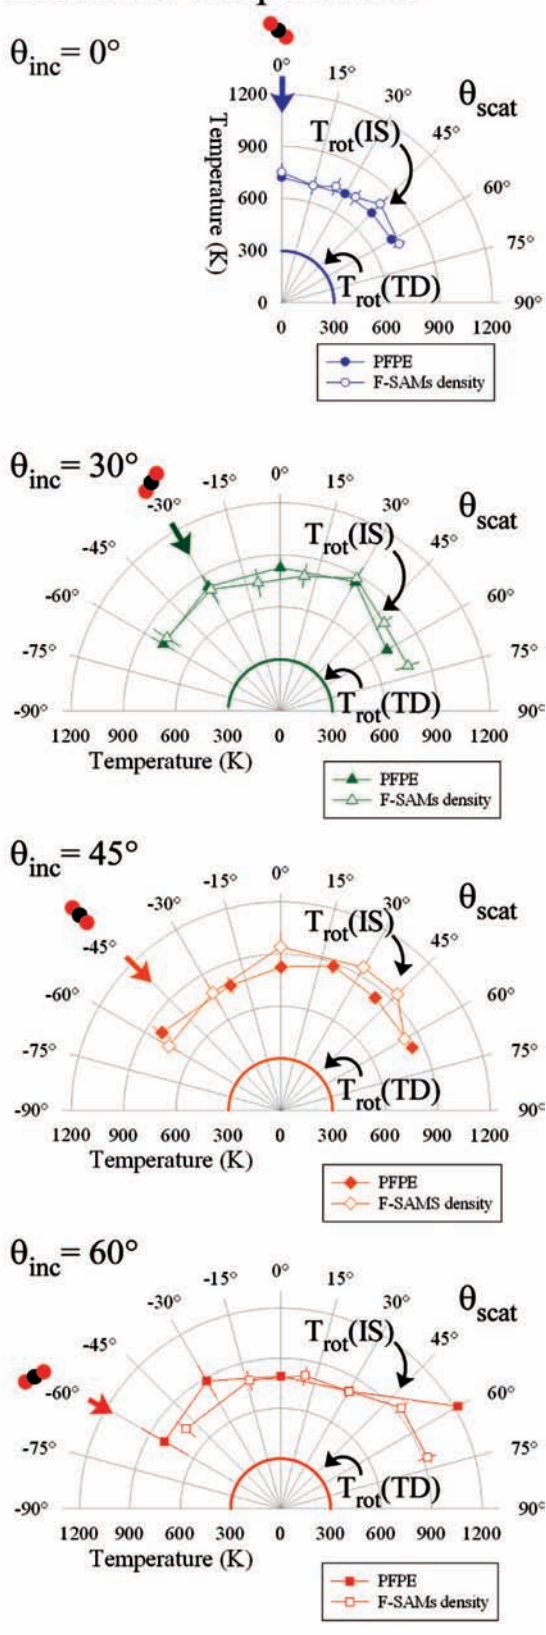 θinc= 0°
0°
15°
30°
45°
60°
75°
90°
θscat
Trot(IS)
Trot(TD)
Temperature (K)
1200
900
600
300
0
0 300 600 900 1200
PFPE
F-SAMs density
θinc= 30°
-90°
-75°
-60°
-45°
-30°
-15°
0°
15°
30°
45°
60°
75°
90°
θscat
Trot(IS)
Trot(TD)
1200 900 600 300 0 300 600 900 1200
Temperature (K)
PFPE
F-SAMs density
θinc= 45°
-90°
-75°
-60°
-45°
-30°
-15°
0°
15°
30°
45°
60°
75°
90°
θscat
Trot(IS)
Trot(TD)
1200 900 600 300 0 300 600 900 1200
Temperature (K)
PFPE
F-SAMS density
θinc= 60°
-90°
-75°
-60°
-45°
-30°
-15°
0°
15°
30°
45°
60°
75°
90°
θscat
Trot(IS)
Trot(TD)
1200 900 600 300 0 300 600 900 1200
Temperature (K)
PFPE
F-SAMs density